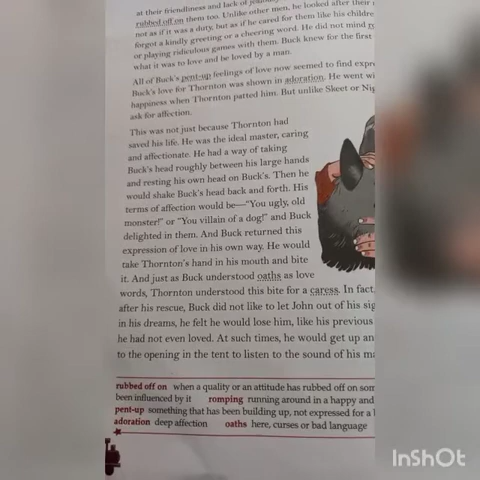 at their friendliness and lack of
rubbed off on them too. Unlike other men, he looked after their
not as if it was a duty, but as if he cared for them like his childre
forgot a kindly greeting or a cheering word. He did not mind
or playing ridiculous games with them. Buck knew for the first
what it was to love and be loved by a man.
All of Buck's pent-up feelings of love now seemed to find expre
Buck's love for Thornton was shown in adoration. He went wi
happiness when Thornton patted him. But unlike Skeet or Nig
ask for affection.
This was not just because Thornton had
saved his life. He was the ideal master, caring
and affectionate. He had a way of taking
Buck's head roughly between his large hands
and resting his own head on Buck's. Then he
would shake Buck's head back and forth. His
terms of affection would be—"You ugly, old
monster!" or "You villain of a dog!" and Buck
delighted in them. And Buck returned this
expression of love in his own way. He would
take Thornton's hand in his mouth and bite
it. And just as Buck understood oaths as love
words, Thornton understood this bite for a caress. In fact,
after his rescue, Buck did not like to let John out of his sig
in his dreams, he felt he would lose him, like his previous
he had not even loved. At such times, he would get up an
to the opening in the tent to listen to the sound of his ma
rubbed off on when a quality or an attitude has rubbed off on som
been influenced by it romping running around in a happy and
pent-up something that has been building up, not expressed for a l
adoration deep affection oaths here, curses or bad language
InShOt